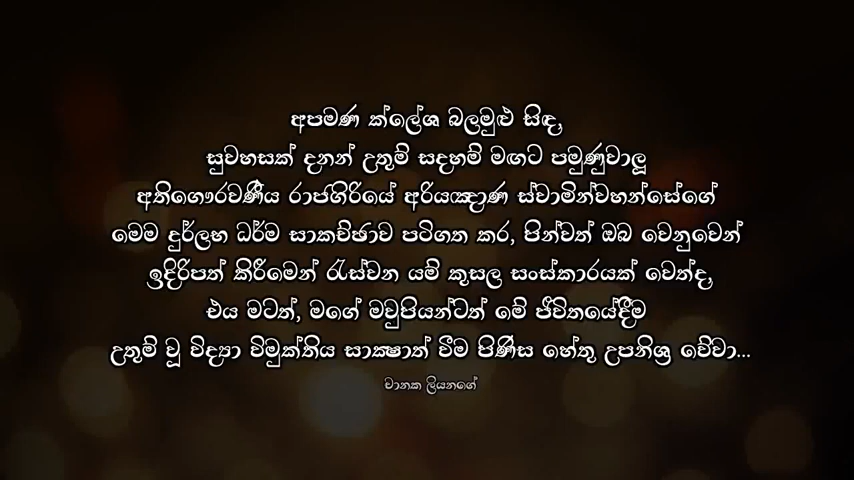 අපමණ ක්ලේශ බලමුළු සිඳ,
සුවහසක් දනන් උතුම් සදහම් මඟට පමුණුවාලූ
අතිගෞරවණීය රාජගිරියේ අරියඤාණ ස්වාමින්වහන්සේගේ
මෙම දුර්ලභ ධර්ම සාකච්ඡාව පටිගත කර, පින්වත් ඔබ වෙනුවෙන්
ඉදිරිපත් කිරීමෙන් රැස්වන යම් කුසල සංස්කාරයක් වෙත්ද,
එය මටත්, මගේ මවුපියන්ටත් මේ ජීවිතයේදීම
උතුම් වූ විද්‍යා විමුක්තිය සාක්‍ෂාත් වීම පිණිස හේතු උපනිශ්‍ර වේවා...
චානක ලියනගේ